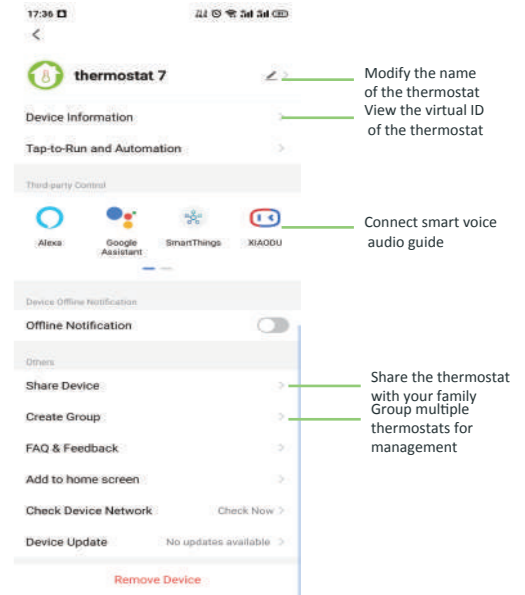 17:36
thermostat 7
Modify the name
of the thermostat
Device Information
View the virtual ID
of the thermostat
Tap-to-Run and Automation
Third-party Control
Alexa
Google
Assistant
SmartThings
XIAODU
Connect smart voice
audio guide
Device Offline Notification
Offline Notification
Others
Share Device
Share the thermostat
with your family
Create Group
Group multiple
thermostats for
management
FAQ & Feedback
Add to home screen
Check Device Network Check Now
Device Update No updates available
Remove Device